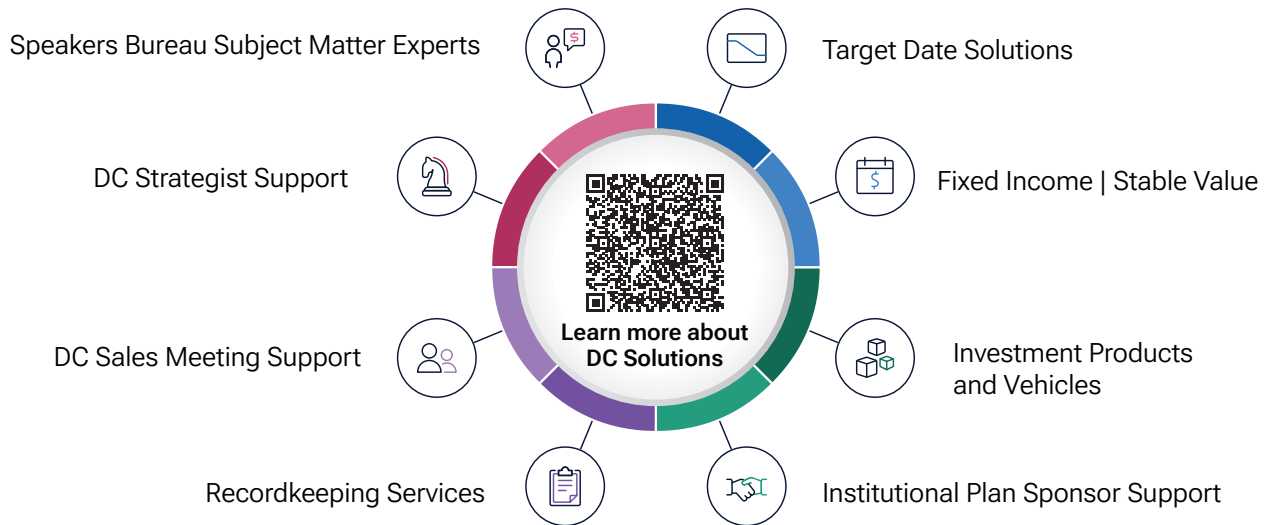 Speakers Bureau Subject Matter Experts
$
Target Date Solutions
DC Strategist Support
$
Fixed Income | Stable Value
Learn more about
DC Solutions
DC Sales Meeting Support
Investment Products
and Vehicles
Recordkeeping Services
Institutional Plan Sponsor Support